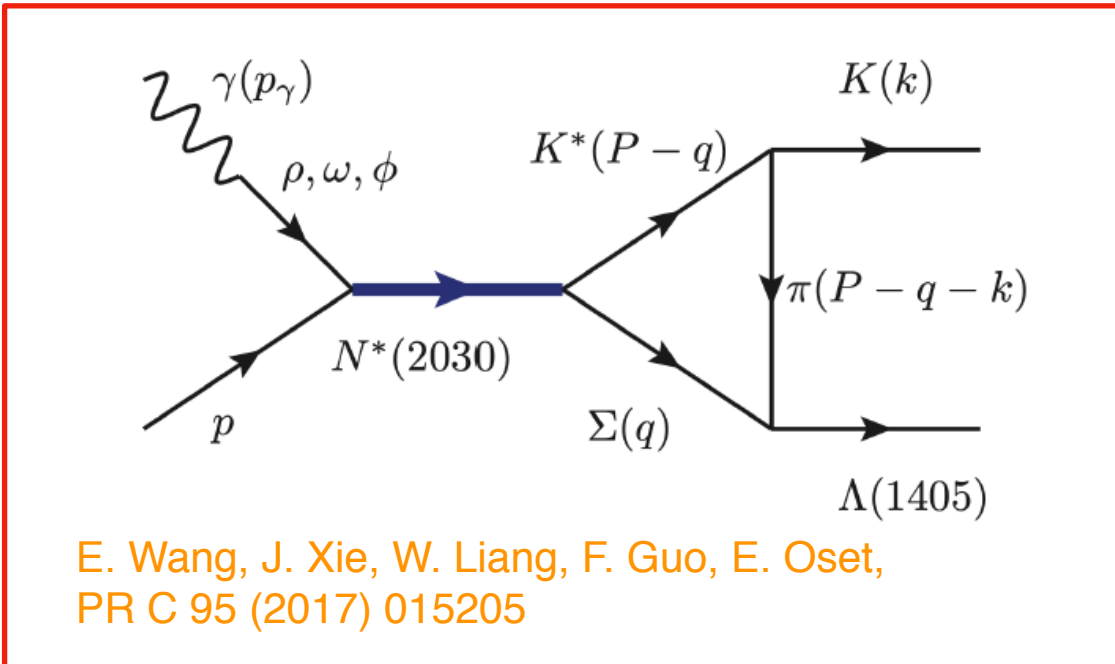 γ(p_γ)
K(k)
K*(P − q)
ρ, ω, ϕ
π(P − q − k)
N*(2030)
p
Σ(q)
Λ(1405)
E. Wang, J. Xie, W. Liang, F. Guo, E. Oset,
PR C 95 (2017) 015205